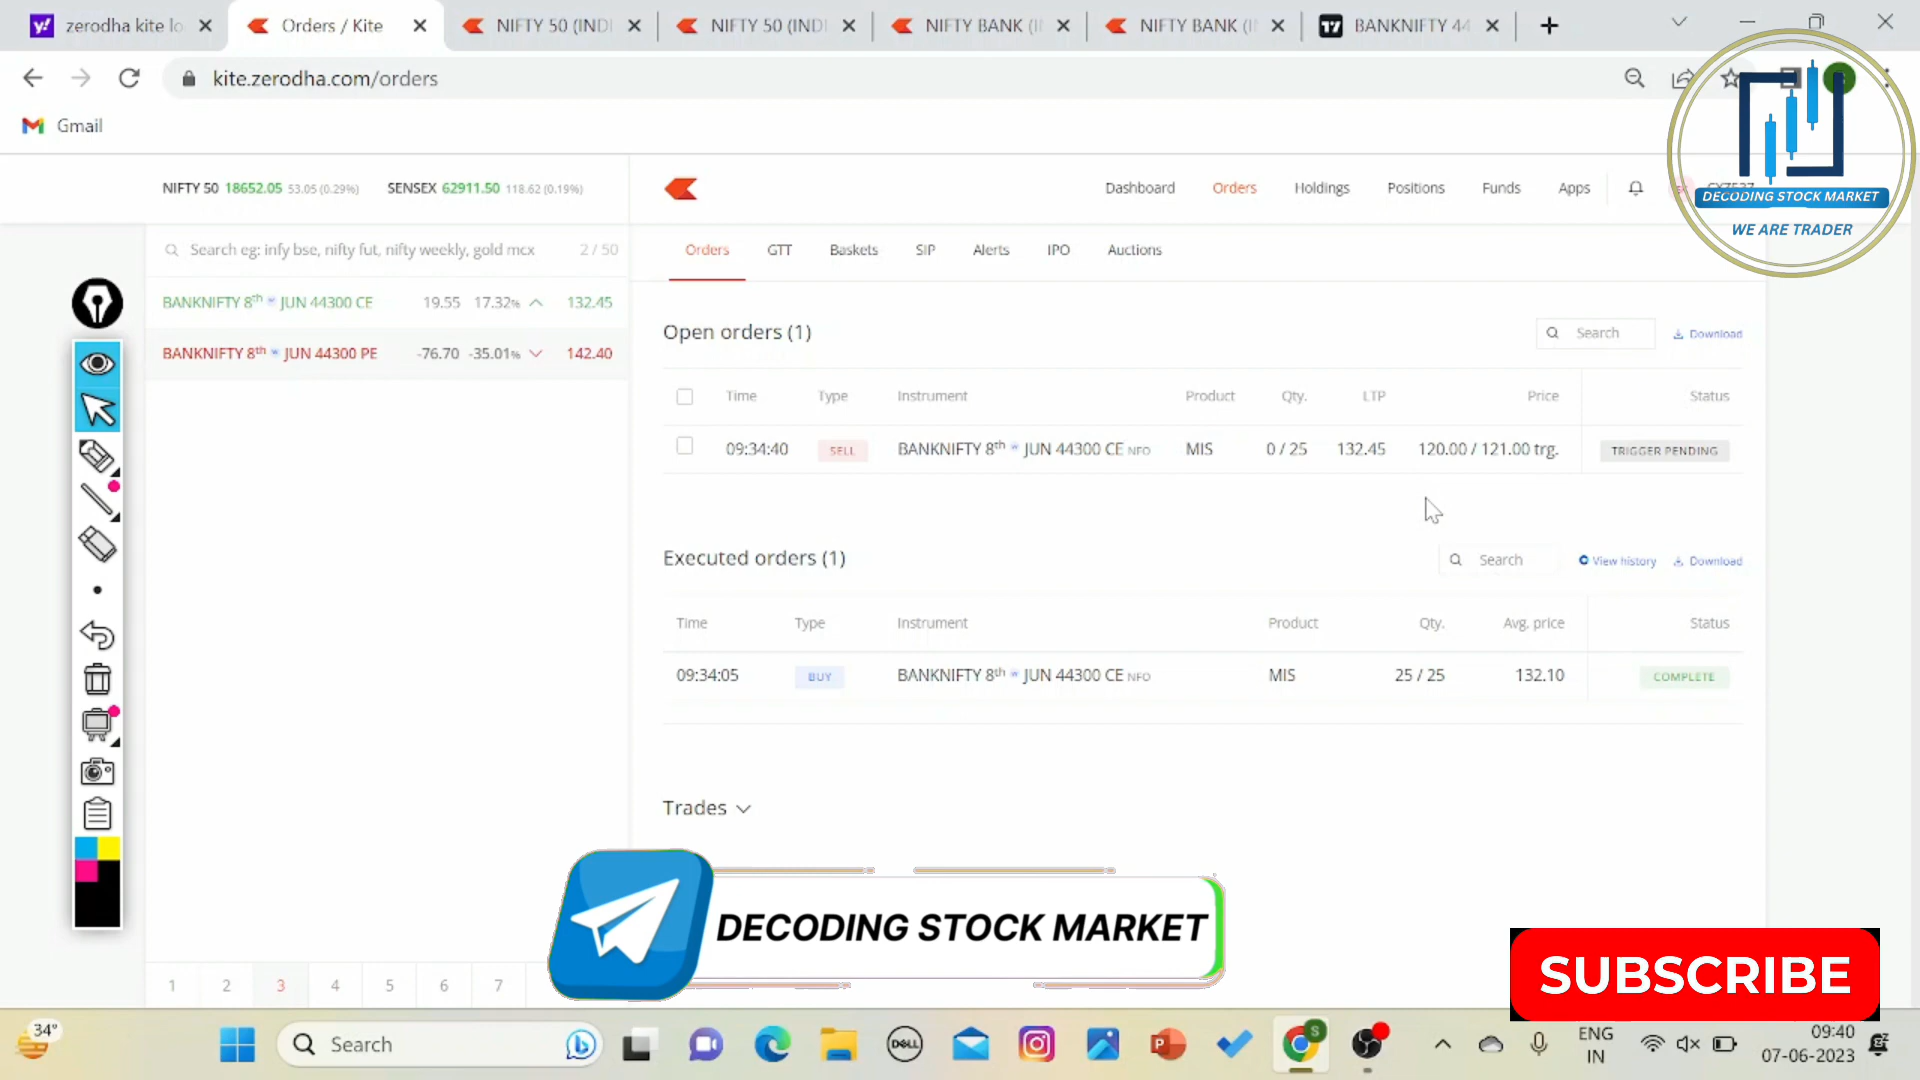 zerodha kite lo
Orders / Kite
NIFTY 50 (INDI
NIFTY 50 (INDI
NIFTY BANK (I
NIFTY BANK (I
BANKNIFTY 44
kite.zerodha.com/orders
Gmail
NIFTY 50 18652.05 53.05 (0.29%) SENSEX 62911.50 118.62 (0.19%)
Dashboard Orders Holdings Positions Funds Apps
DECODING STOCK MARKET
WE ARE TRADER
Search eg: infy bse, nifty fut, nifty weekly, gold mcx 2 / 50
Orders GTT Baskets SIP Alerts IPO Auctions
BANKNIFTY 8th w JUN 44300 CE 19.55 17.32% 132.45
BANKNIFTY 8th w JUN 44300 PE -76.70 -35.01% 142.40
Open orders (1) Search Download
Time Type Instrument Product Qty. LTP Price Status
09:34:40 SELL BANKNIFTY 8th w JUN 44300 CE NFO MIS 0 / 25 132.45 120.00 / 121.00 trg. TRIGGER PENDING
Executed orders (1) Search View history Download
Time Type Instrument Product Qty. Avg. price Status
09:34:05 BUY BANKNIFTY 8th w JUN 44300 CE NFO MIS 25 / 25 132.10 COMPLETE
Trades
DECODING STOCK MARKET
SUBSCRIBE
1 2 3 4 5 6 7
34°
Search
DELL
S
ENG
IN
09:40
07-06-2023